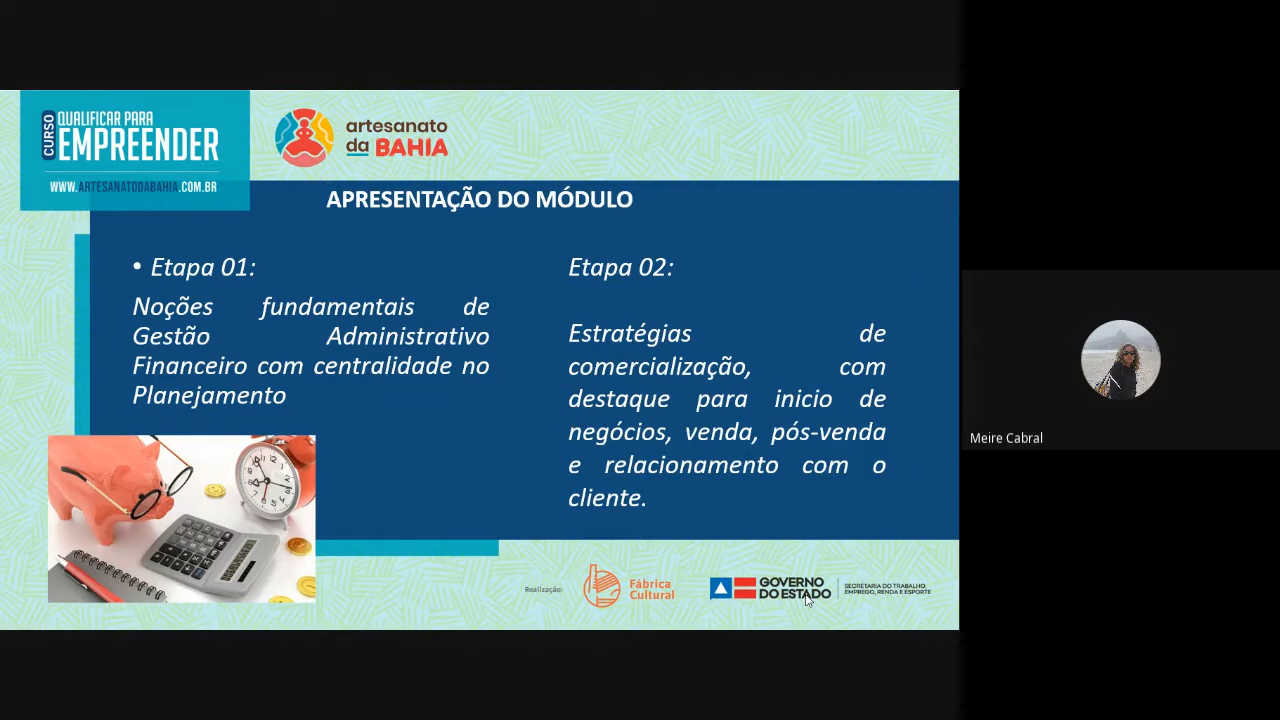 CURSO
QUALIFICAR PARA
EMPREENDER
WWW.ARTESANATODABAHIA.COM.BR
artesanato
da BAHIA
APRESENTAÇÃO DO MÓDULO
• Etapa 01:
Noções fundamentais de
Gestão Administrativo
Financeiro com centralidade no
Planejamento
Etapa 02:
Estratégias de
comercialização, com
destaque para inicio de
negócios, venda, pós-venda
e relacionamento com o
cliente.
Meire Cabral
Realização:
Fábrica
Cultural
GOVERNO
DO ESTADO
SECRETARIA DO TRABALHO,
EMPREGO, RENDA E ESPORTE